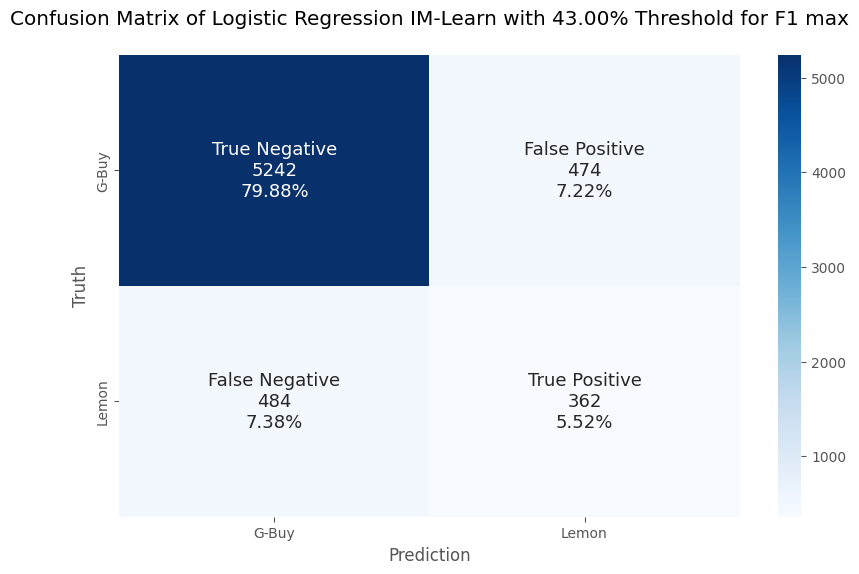 Confusion Matrix of Logistic Regression IM-Learn with 43.00% Threshold for F1 max
True Negative
5242
79.88%
False Positive
474
7.22%
False Negative
484
7.38%
True Positive
362
5.52%
G-Buy
Lemon
Truth
G-Buy
Lemon
Prediction
5000
4000
3000
2000
1000